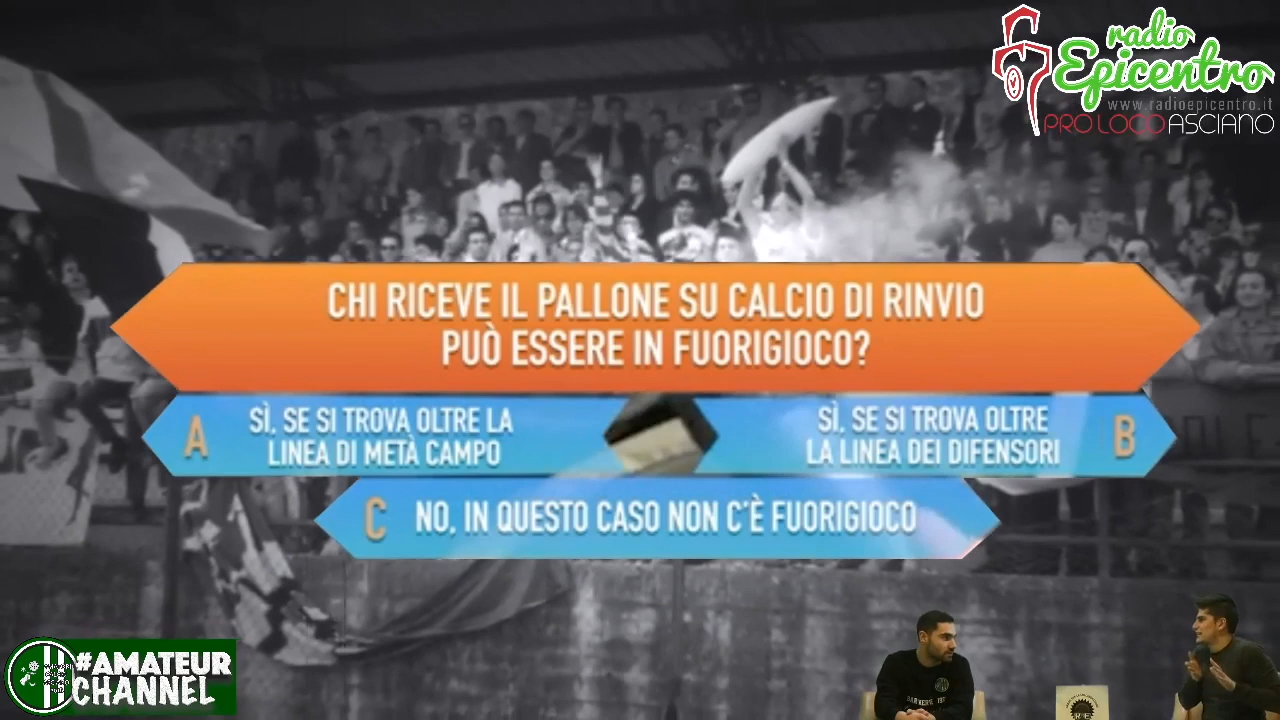 radio
Epicentro
www.radioepicentro.it
PRO LOCO ASCIANO
CHI RICEVE IL PALLONE SU CALCIO DI RINVIO
PUÒ ESSERE IN FUORIGIOCO?
A
SÌ, SE SI TROVA OLTRE LA
LINEA DI METÀ CAMPO
SÌ, SE SI TROVA OLTRE
LA LINEA DEI DIFENSORI
B
C NO, IN QUESTO CASO NON C'È FUORIGIOCO
#AMATEUR
CHANNEL